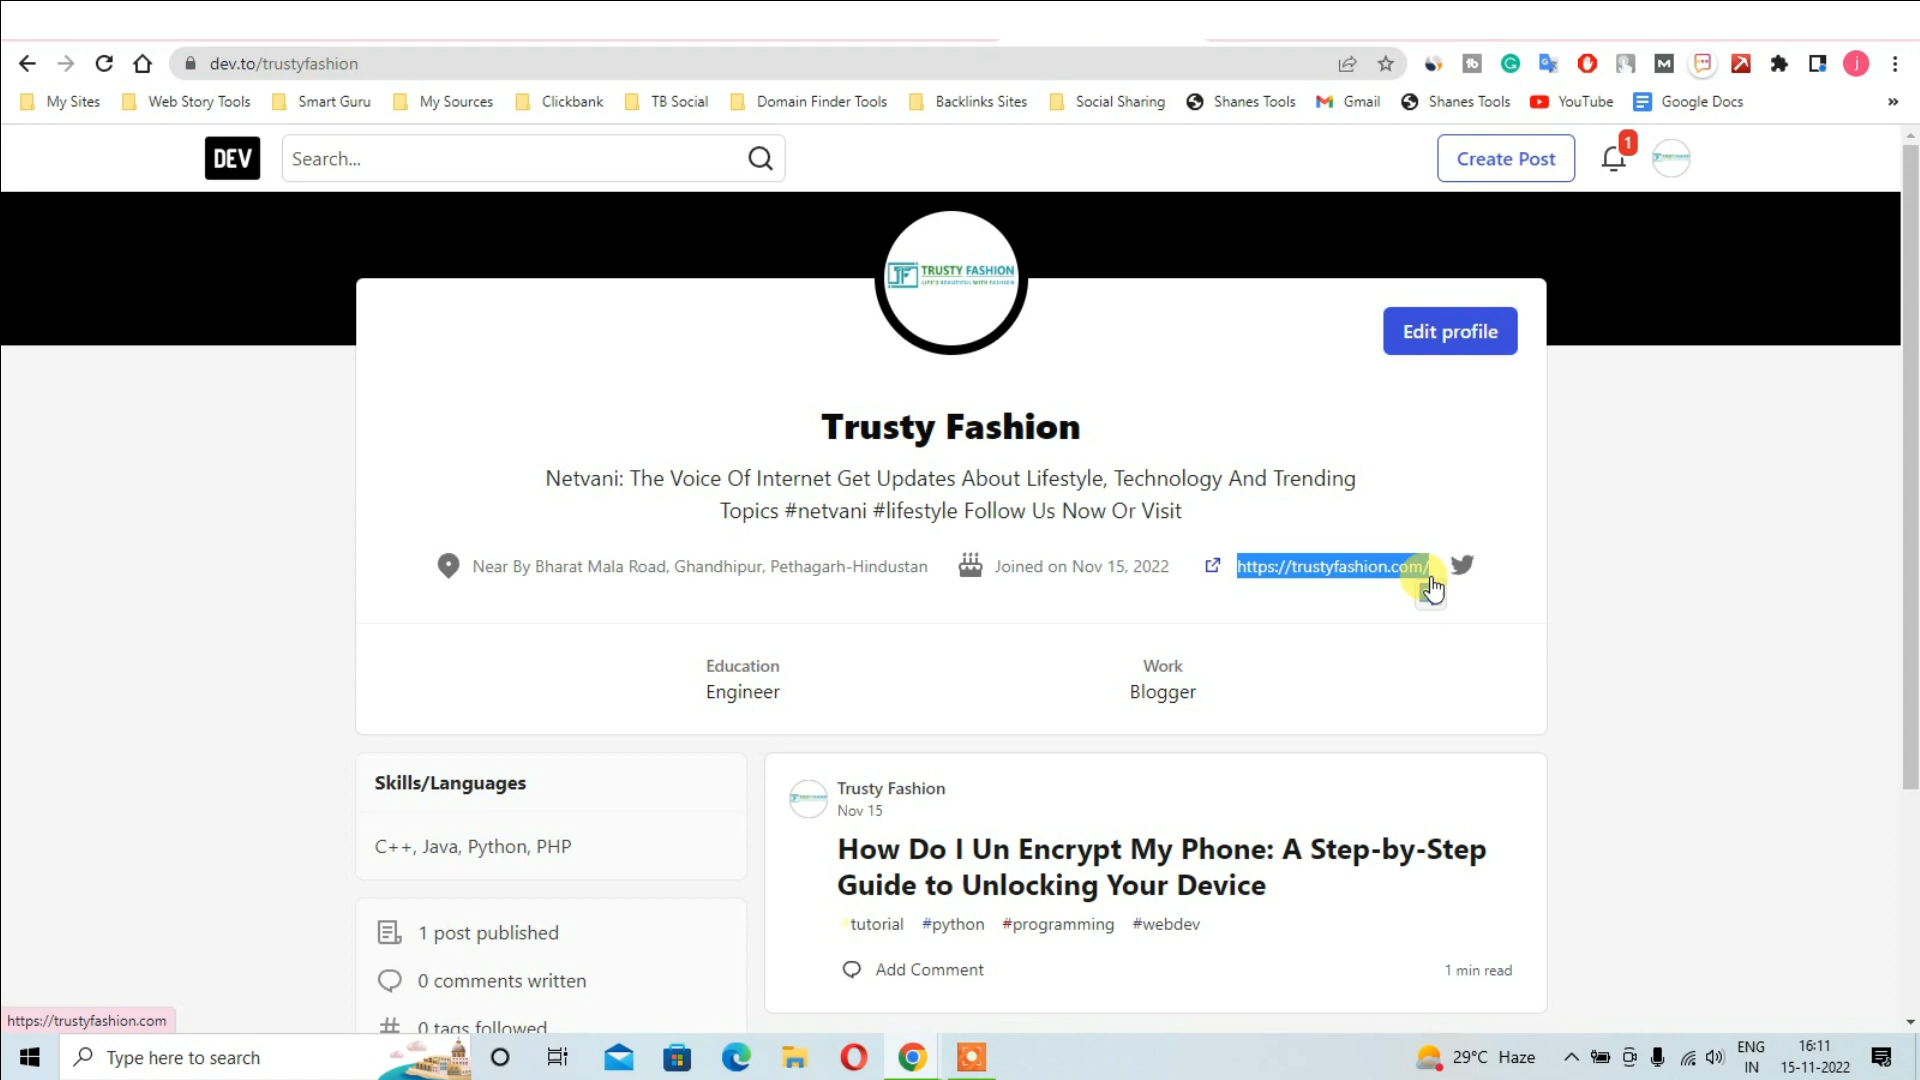 dev.to/trustyfashion
My Sites
Web Story Tools
Smart Guru
My Sources
Clickbank
TB Social
Domain Finder Tools
Backlinks Sites
Social Sharing
Shanes Tools
Gmail
Shanes Tools
YouTube
Google Docs
»
DEV
Search...
Create Post
1
TRUSTY FASHION
LIFE'S BEAUTIFUL WITH FASHION
Edit profile
Trusty Fashion
Netvani: The Voice Of Internet Get Updates About Lifestyle, Technology And Trending
Topics #netvani #lifestyle Follow Us Now Or Visit
Near By Bharat Mala Road, Ghandhipur, Pethagarh-Hindustan
Joined on Nov 15, 2022
https://trustyfashion.com/
Education
Engineer
Work
Blogger
Skills/Languages
C++, Java, Python, PHP
1 post published
0 comments written
0 tags followed
Trusty Fashion
Nov 15
How Do I Un Encrypt My Phone: A Step-by-Step
Guide to Unlocking Your Device
#tutorial #python #programming #webdev
Add Comment
1 min read
https://trustyfashion.com
Type here to search
29°C Haze
ENG
IN
16:11
15-11-2022